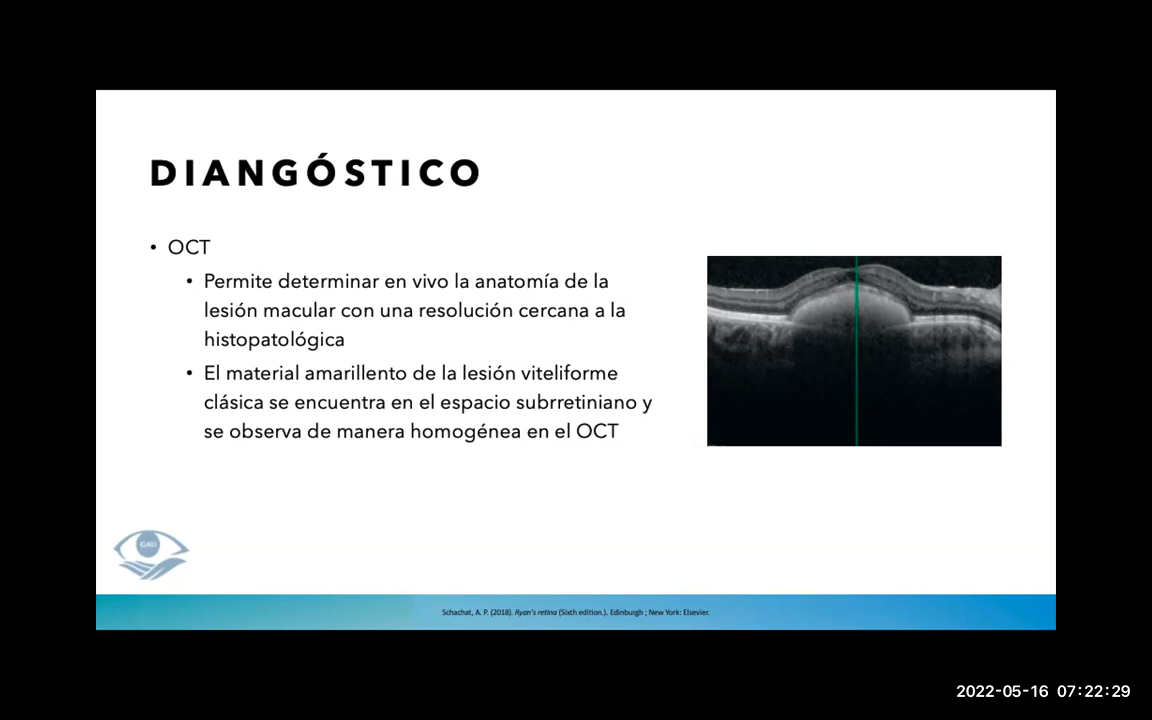 DIANGÓSTICO
• OCT
• Permite determinar en vivo la anatomía de la
lesión macular con una resolución cercana a la
histopatológica
• El material amarillento de la lesión viteliforme
clásica se encuentra en el espacio subrretiniano y
se observa de manera homogénea en el OCT
Schachat, A. P. (2018). Ryan's retina (Sixth edition.). Edinburgh ; New York: Elsevier.
2022-05-16 07:22:29